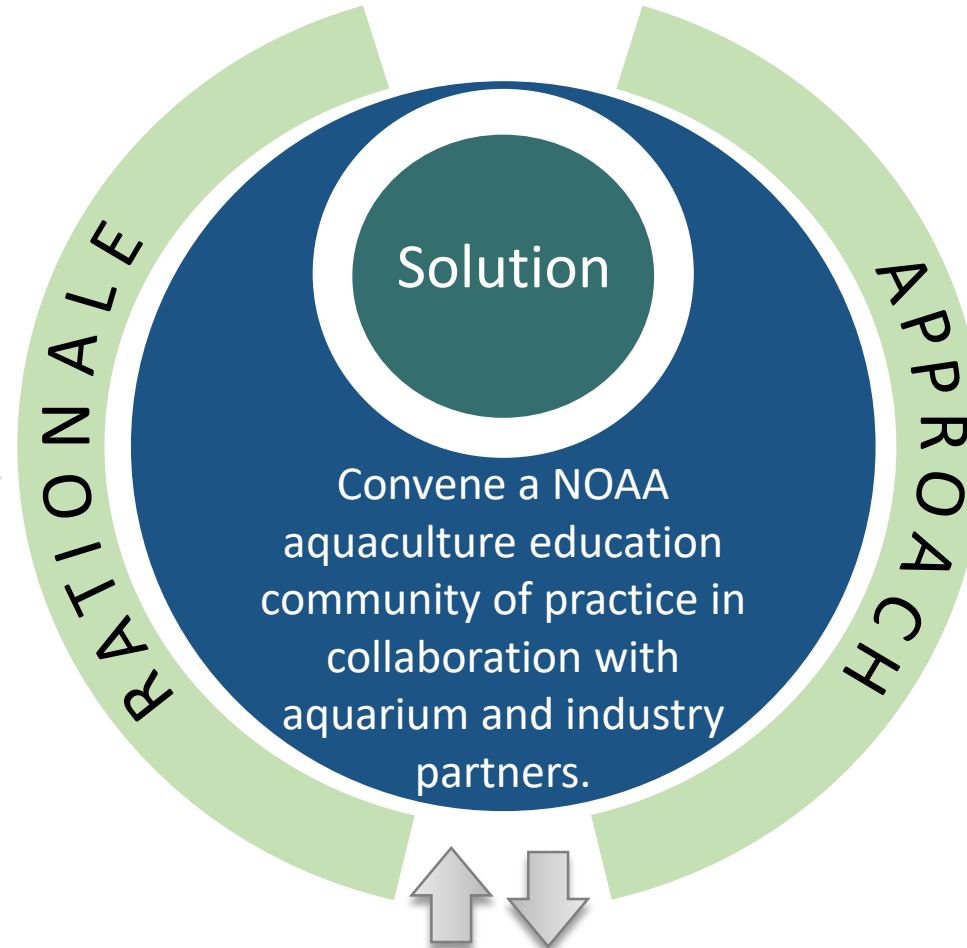 RATIONALE
APPROACH
Solution
Convene a NOAA
aquaculture education
community of practice in
collaboration with
aquarium and industry
partners.